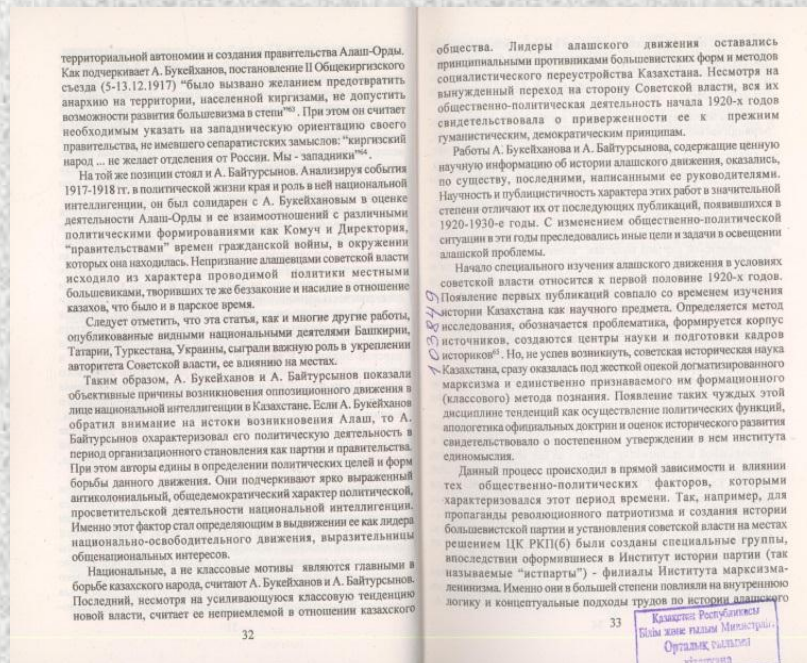 территориальной автономии и создания правительства Алаш-Орды.
Как подчеркивает А. Букейханов, постановление II Общекиргизского
съезда (5-13.12.1917) “было вызвано желанием предотвратить
анархию на территории, населенной киргизами, не допустить
возможности развития большевизма в степи”⁶³. При этом он считает
необходимым указать на западническую ориентацию своего
правительства, не имевшего сепаратистских замыслов: “киргизский
народ ... не желает отделения от России. Мы - западники”⁶⁴.
На той же позиции стоял и А. Байтурсынов. Анализируя события
1917-1918 гг. в политической жизни края и роль в ней национальной
интеллигенции, он был солидарен с А. Букейхановым в оценке
деятельности Алаш-Орды и ее взаимоотношений с различными
политическими формированиями как Комуч и Директория,
“правительствами” времен гражданской войны, в окружении
которых она находилась. Непризнание алашевцами советской власти
исходило из характера проводимой политики местными
большевиками, творивших те же беззаконие и насилие в отношение
казахов, что было и в царское время.
Следует отметить, что эта статья, как и многие другие работы,
опубликованные видными национальными деятелями Башкирии,
Татарии, Туркестана, Украины, сыграли важную роль в укреплении
авторитета Советской власти, ее влиянию на местах.
Таким образом, А. Букейханов и А. Байтурсынов показали
объективные причины возникновения оппозиционного движения в
лице национальной интеллигенции в Казахстане. Если А. Букейханов
обратил внимание на истоки возникновения Алаш, то А.
Байтурсынов охарактеризовал его политическую деятельность в
период организационного становления как партии и правительства.
При этом авторы едины в определении политических целей и форм
борьбы данного движения. Они подчеркивают ярко выраженный
антиколониальный, общедемократический характер политической,
просветительской деятельности национальной интеллигенции.
Именно этот фактор стал определяющим в выдвижении ее как лидера
национально-освободительного движения, выразительницы
общенациональных интересов.
Национальные, а не классовые мотивы являются главными в
борьбе казахского народа, считают А. Букейханов и А. Байтурсынов.
Последний, несмотря на усиливающуюся классовую тенденцию
новой власти, считает ее неприемлемой в отношении казахского
32
общества. Лидеры алашского движения оставались
принципиальными противниками большевистских форм и методов
социалистического переустройства Казахстана. Несмотря на
вынужденный переход на сторону Советской власти, вся их
общественно-политическая деятельность начала 1920-х годов
свидетельствовала о приверженности ее к прежним
гуманистическим, демократическим принципам.
Работы А. Букейханова и А. Байтурсынова, содержащие ценную
научную информацию об истории алашского движения, оказались,
по существу, последними, написанными ее руководителями.
Научность и публицистичность характера этих работ в значительной
степени отличают их от последующих публикаций, появившихся в
1920-1930-е годы. С изменением общественно-политической
ситуации в эти годы преследовались иные цели и задачи в освещении
алашской проблемы.
Начало специального изучения алашского движения в условиях
советской власти относится к первой половине 1920-х годов.
Появление первых публикаций совпало со временем изучения
истории Казахстана как научного предмета. Определяется метод
исследования, обозначается проблематика, формируется корпус
источников, создаются центры науки и подготовки кадров
историков⁶⁵. Но, не успев возникнуть, советская историческая наука
Казахстана, сразу оказалась под жесткой опекой догматизированного
марксизма и единственно признаваемого им формационного
(классового) метода познания. Появление таких чуждых этой
дисциплине тенденций как осуществление политических функций,
апологетика официальных доктрин и оценок исторического развития
свидетельствовало о постепенном утверждении в нем института
единомыслия.
Данный процесс происходил в прямой зависимости и влиянии
тех общественно-политических факторов, которыми
характеризовался этот период времени. Так, например, для
пропаганды революционного патриотизма и создания истории
большевистской партии и установления советской власти на местах
решением ЦК РКП(б) были созданы специальные группы,
впоследствии оформившиеся в Институт истории партии (так
называемые “истпарты”) - филиалы Института марксизма-
ленинизма. Именно они в большей степени повлияли на внутреннюю
логику и концептуальные подходы трудов по истории алашского
33
103849
Қазақстан Республикасы
Білім және ғылым Министрлі
Орталық ғылыми